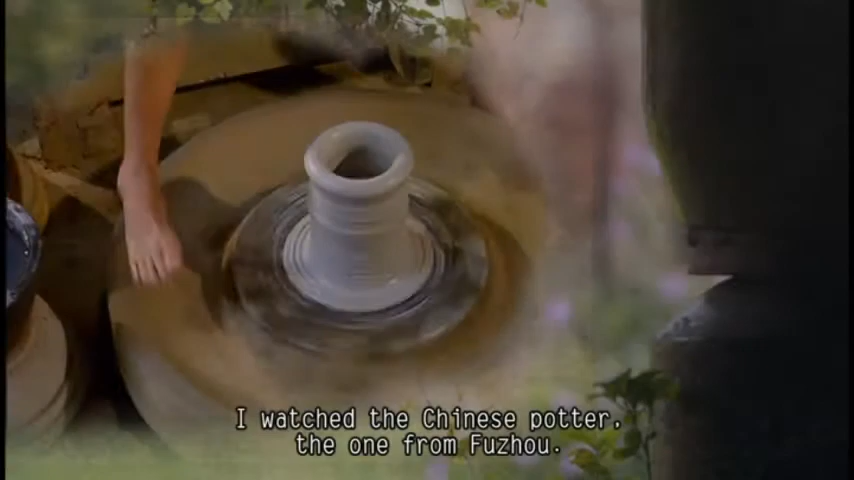 I watched the Chinese potter,
the one from Fuzhou.